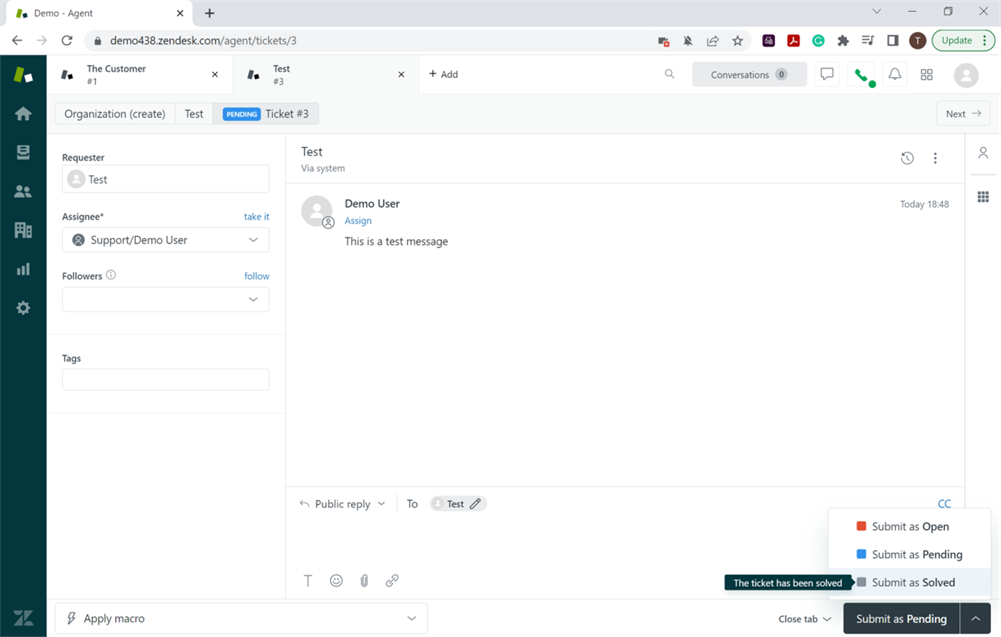 Demo - Agent
demo438.zendesk.com/agent/tickets/3
T
Update
The Customer
#1
Test
#3
+ Add
Conversations 0
Organization (create)
Test
PENDING Ticket #3
Next
Requester
Test
Assignee*
take it
Support/Demo User
Followers
follow
Tags
Test
Via system
Demo User
Today 18:48
Assign
This is a test message
Public reply
To
Test
CC
Submit as Open
Submit as Pending
The ticket has been solved
Submit as Solved
T
Apply macro
Close tab
Submit as Pending